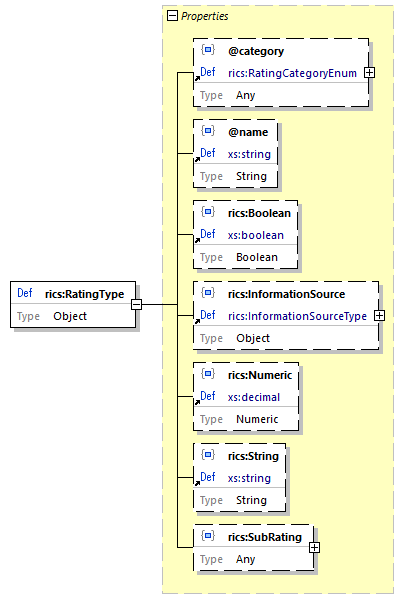 Properties
@category
Def rics:RatingCategoryEnum
Type Any
@name
Def xs:string
Type String
rics:Boolean
Def xs:boolean
Type Boolean
Def rics:RatingType
Type Object
rics:InformationSource
Def rics:InformationSourceType
Type Object
rics:Numeric
Def xs:decimal
Type Numeric
rics:String
Def xs:string
Type String
rics:SubRating
Type Any